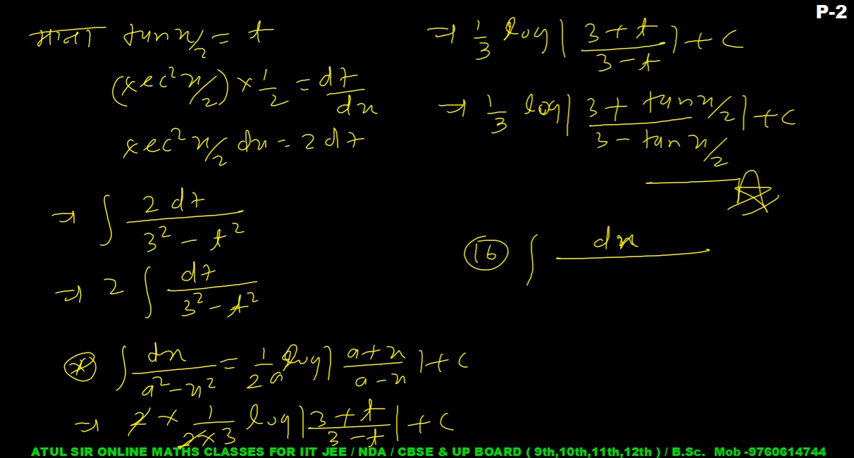 P-2
माना tan x/2 = t
(sec² x/2) × 1/2 = dt/dx
sec² x/2 dx = 2 dt
⇒ ∫ 2 dt / 3² − t²
⇒ 2 ∫ dt / 3² − t²
* ∫ dx / a² − x² = 1/2a log | a + x / a − x | + c
⇒ 2 × 1 / 2×3 log | 3 + t / 3 − t | + c
⇒ 1/3 log | 3 + t / 3 − t | + c
⇒ 1/3 log | 3 + tan x/2 / 3 − tan x/2 | + c
16 ∫ dx
ATUL SIR ONLINE MATHS CLASSES FOR IIT JEE / NDA / CBSE & UP BOARD ( 9th,10th,11th,12th ) / B.Sc. Mob -9760614744